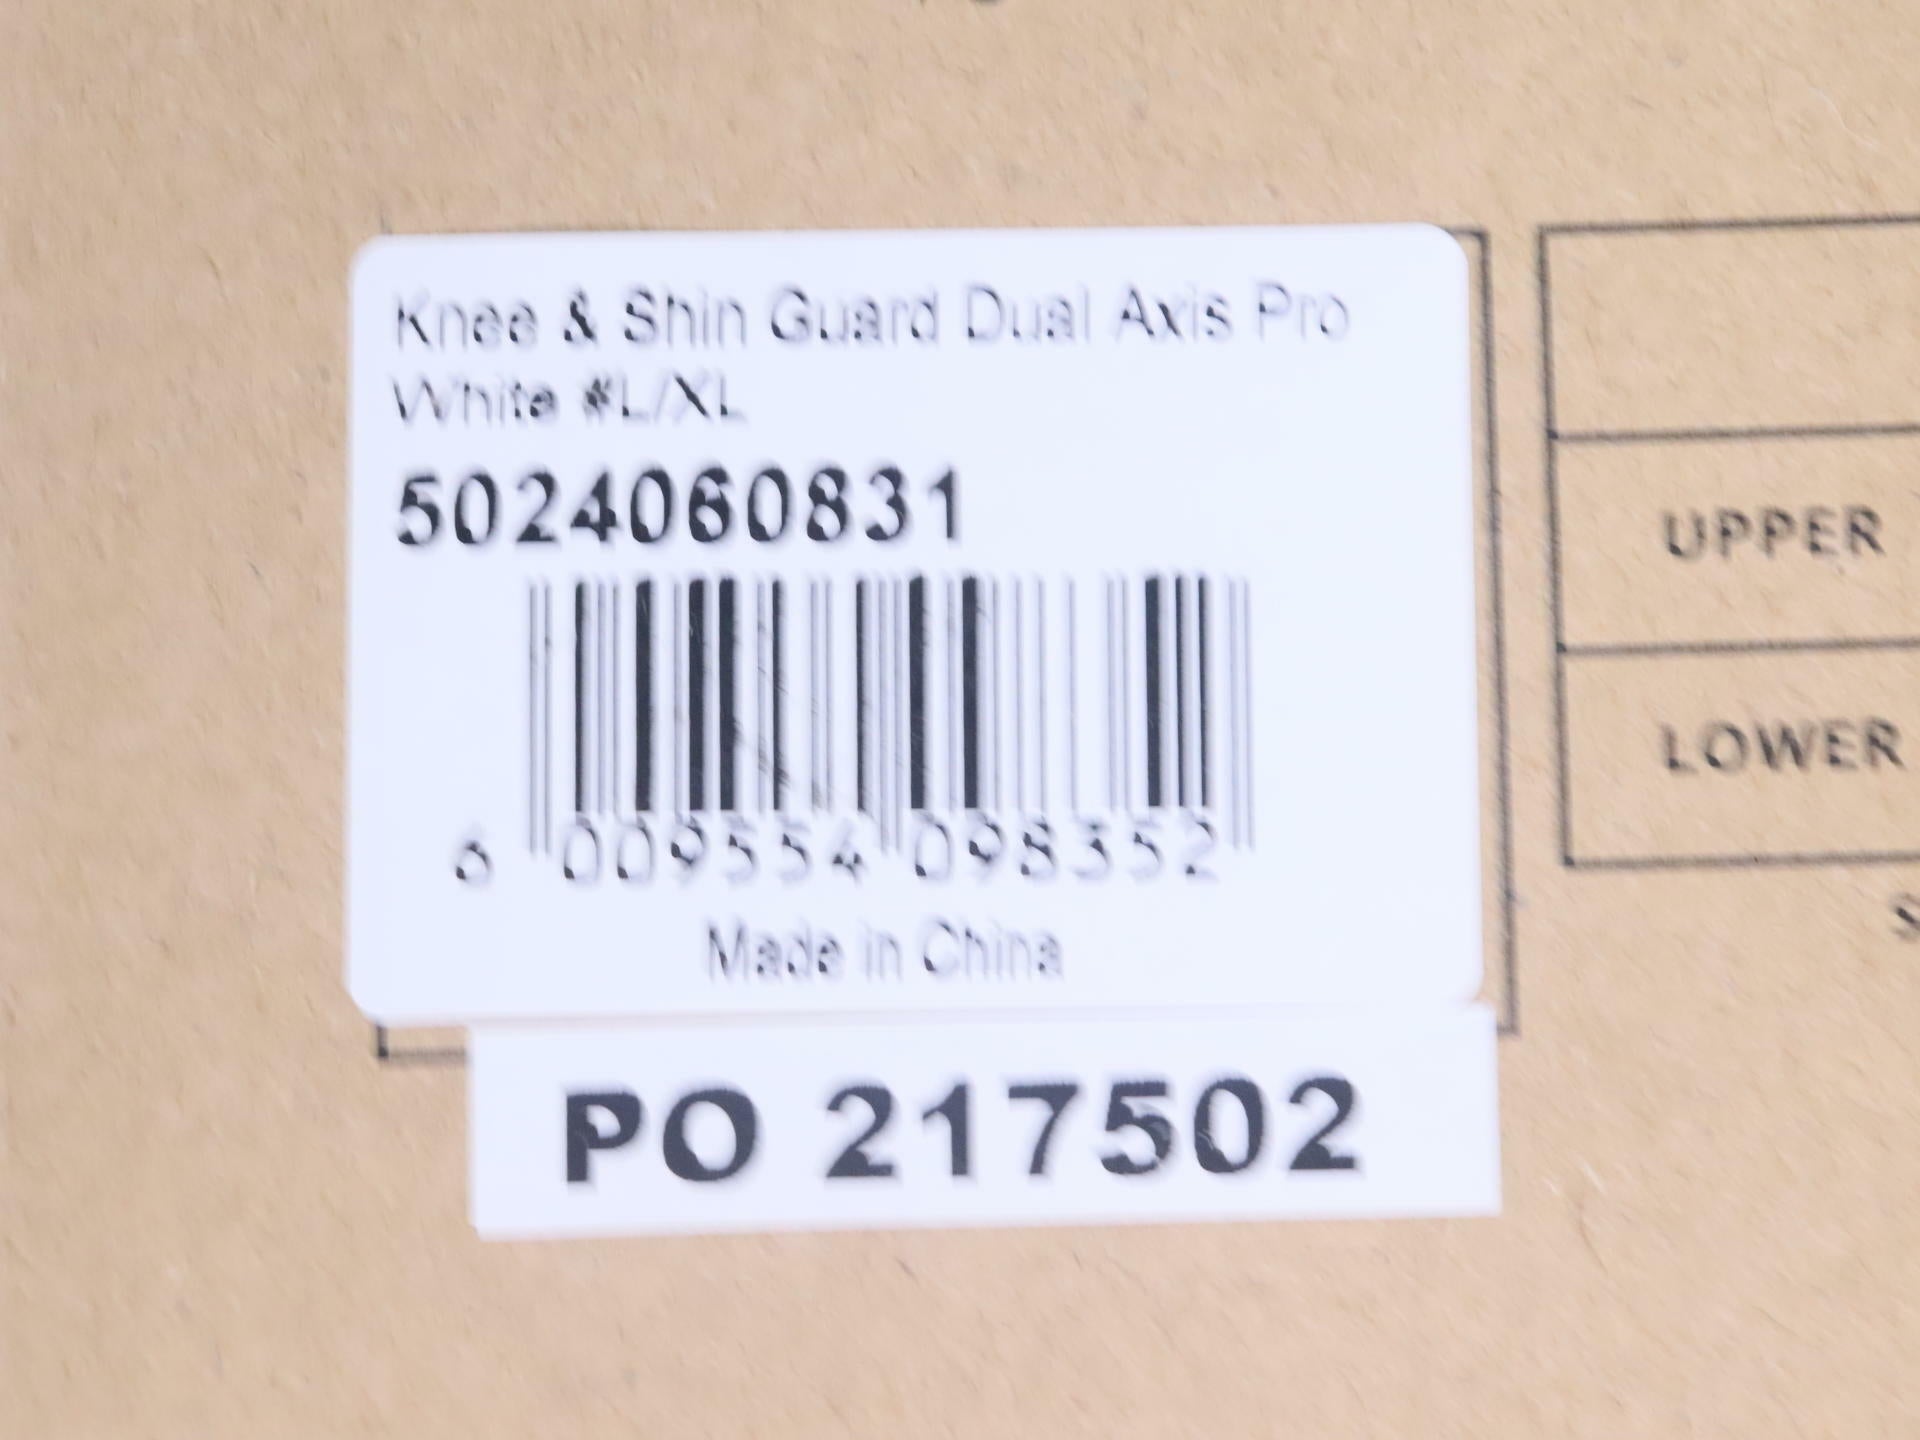 Knee & Shin Guard Dual Axis Pro
White #L/XL
5024060831
6 009554 098352
Made in China
PO 217502
UPPER
LOWER